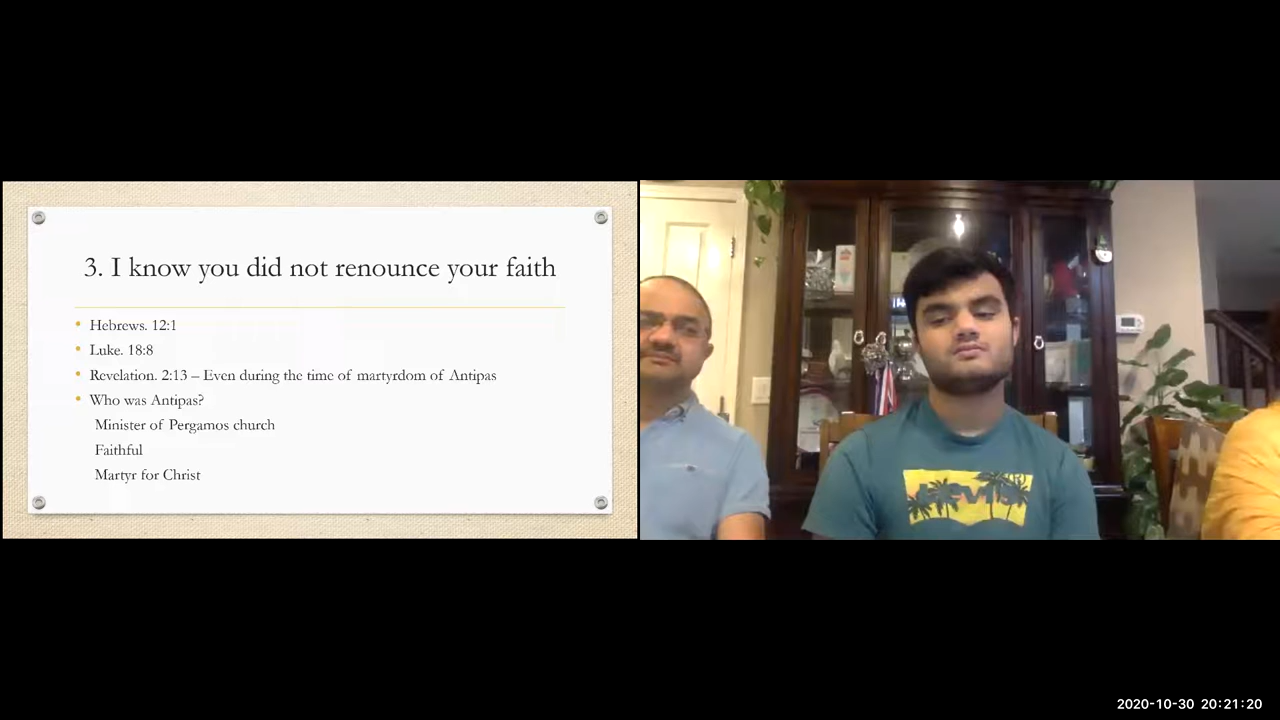 3. I know you did not renounce your faith
Hebrews. 12:1
Luke. 18:8
Revelation. 2:13 – Even during the time of martyrdom of Antipas
Who was Antipas?
Minister of Pergamos church
Faithful
Martyr for Christ
2020-10-30 20:21:20